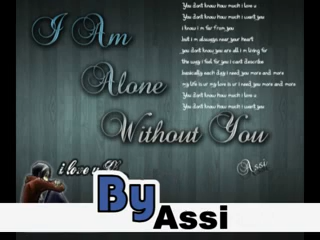 I Am
Alone
Without You
You dont know how much i love u
You dont know how much i want you
i know i m far from you
but i m always near your heart
you dont know you are all i m living for
the way i feel for you i cant describe
basically each day i need you more and more
my life is ur my love is ur i need you more and more
You dont know how much i love u
You dont know how much i want you
i love u
Assi
By Assi